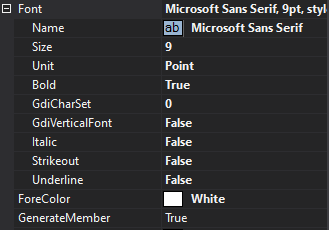 Font Microsoft Sans Serif, 9pt, styl
Name ab Microsoft Sans Serif
Size 9
Unit Point
Bold True
GdiCharSet 0
GdiVerticalFont False
Italic False
Strikeout False
Underline False
ForeColor White
GenerateMember True